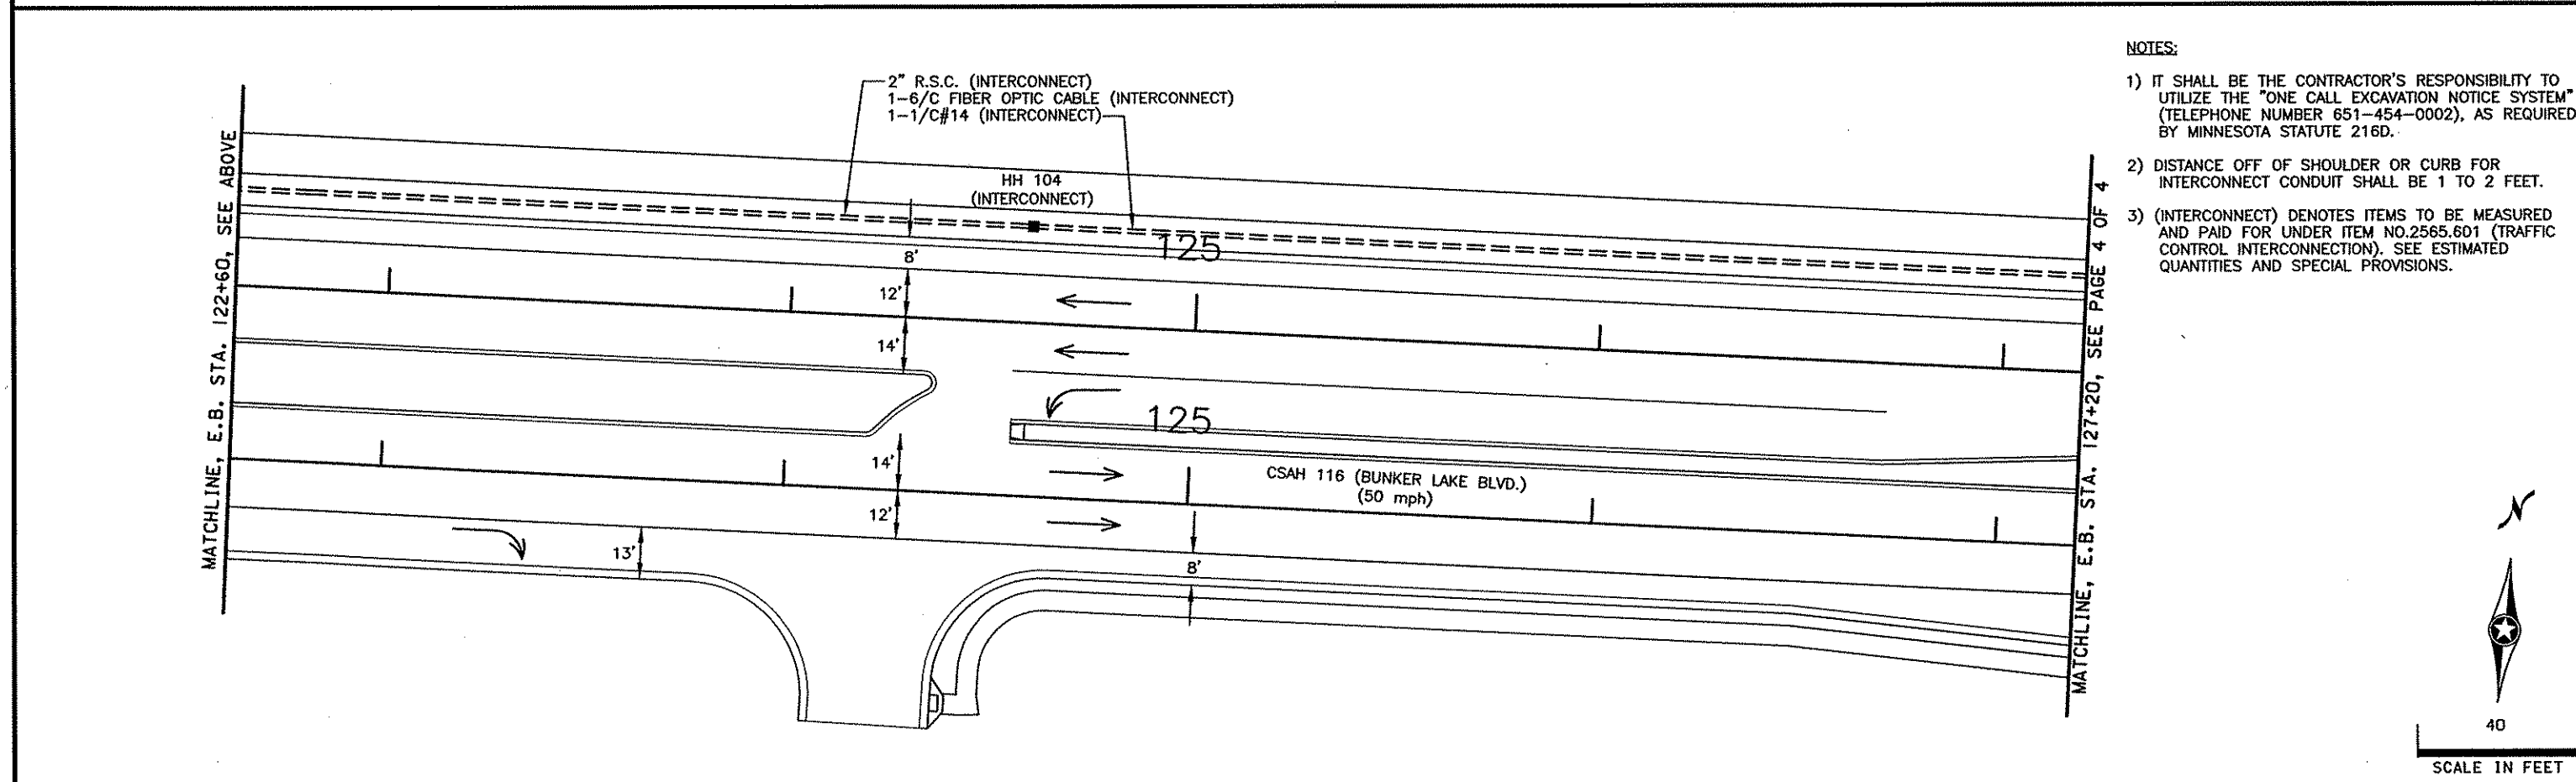 2" R.S.C. (INTERCONNECT)
1-6/C FIBER OPTIC CABLE (INTERCONNECT)
1-1/C#14 (INTERCONNECT)
HH 104
(INTERCONNECT)
MATCHLINE, E.B. STA. 122+60, SEE ABOVE
125
8'
12'
14'
125
14'
CSAH 116 (BUNKER LAKE BLVD.)
(50 mph)
12'
13'
8'
MATCHLINE, E.B. STA. 127+20, SEE PAGE 4 OF 4
NOTES:
1) IT SHALL BE THE CONTRACTOR'S RESPONSIBILITY TO
UTILIZE THE "ONE CALL EXCAVATION NOTICE SYSTEM"
(TELEPHONE NUMBER 651-454-0002), AS REQUIRED
BY MINNESOTA STATUTE 216D.
2) DISTANCE OFF OF SHOULDER OR CURB FOR
INTERCONNECT CONDUIT SHALL BE 1 TO 2 FEET.
3) (INTERCONNECT) DENOTES ITEMS TO BE MEASURED
AND PAID FOR UNDER ITEM NO.2565.601 (TRAFFIC
CONTROL INTERCONNECTION). SEE ESTIMATED
QUANTITIES AND SPECIAL PROVISIONS.
N
40
SCALE IN FEET